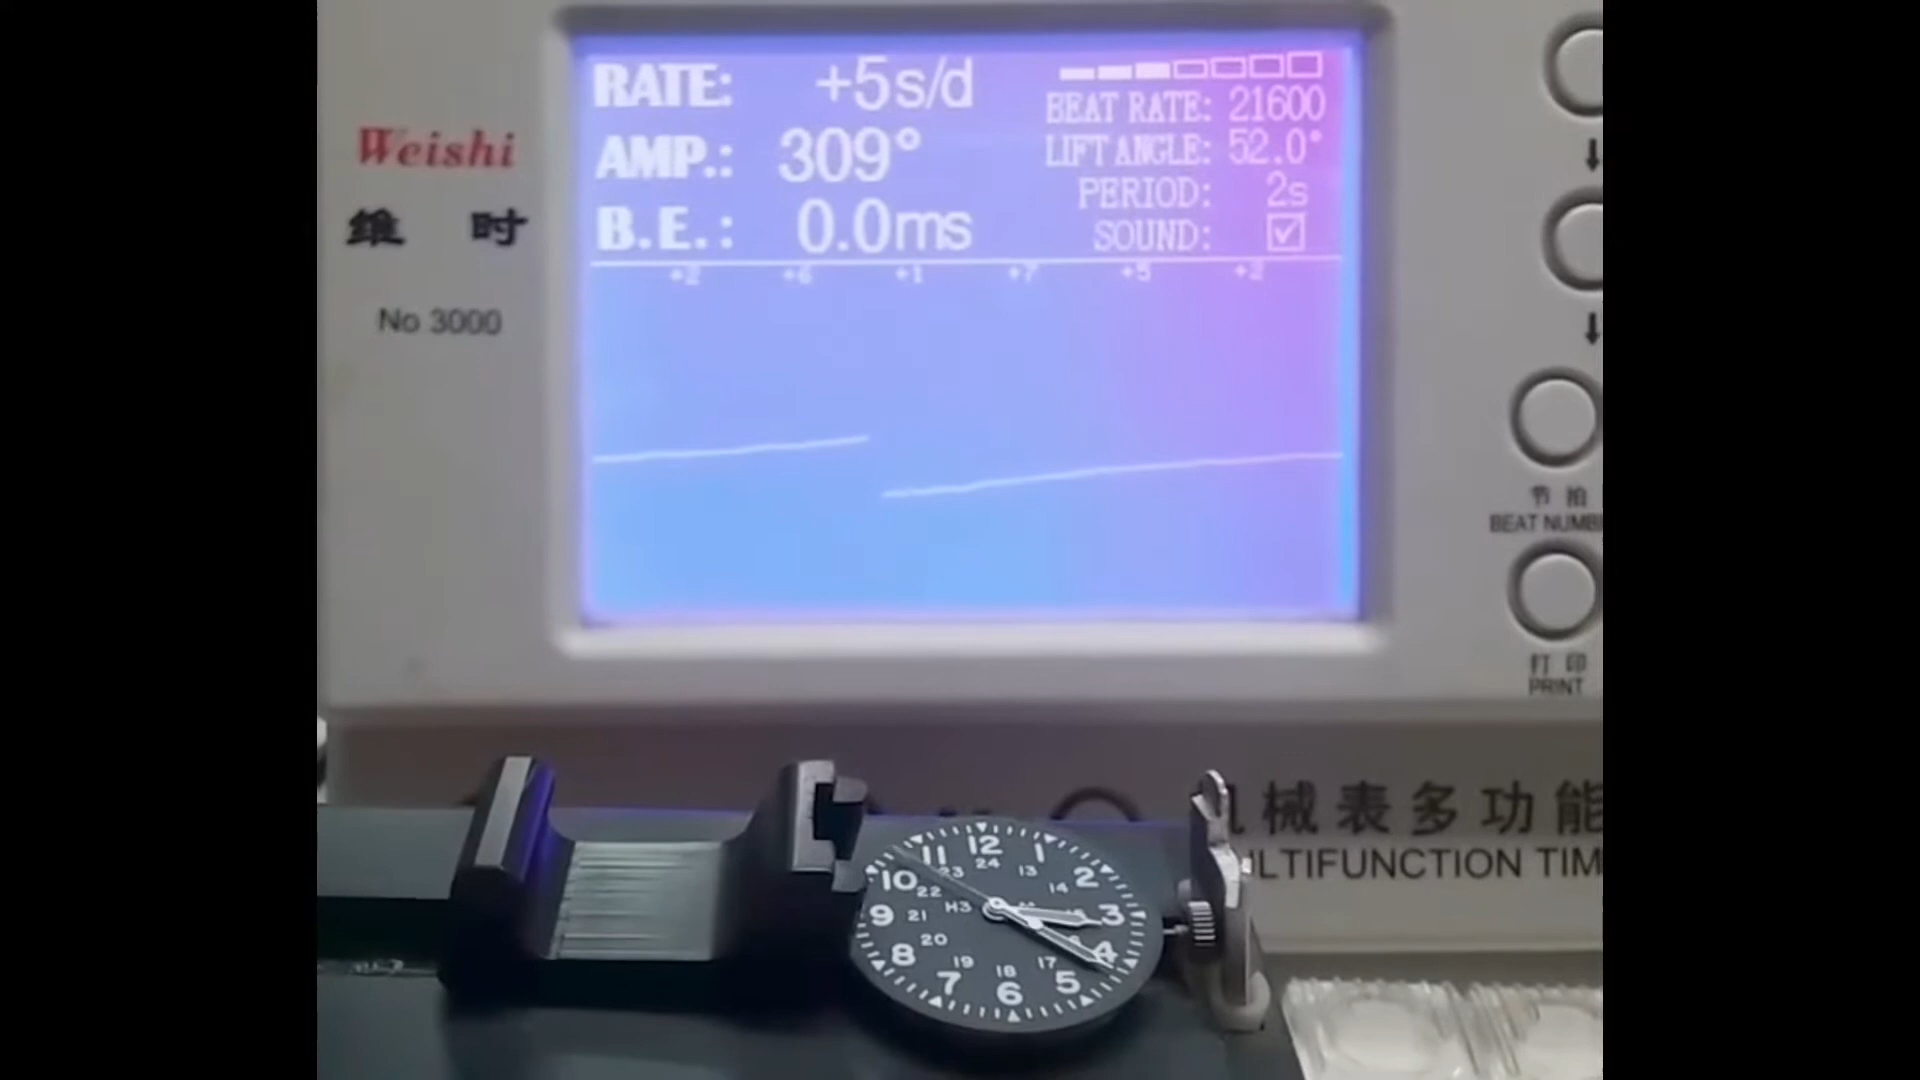 RATE: +5s/d
AMP.: 309°
B.E.: 0.0ms
BEAT RATE: 21600
LIFT ANGLE: 52.0°
PERIOD: 2s
SOUND: ☑
+2 +6 +1 +7 +5 +2
Weishi
维 时
No 3000
↓
↓
节 拍
BEAT NUMB
打 印
PRINT
械表多功能
ULTIFUNCTION TIM
12
11 1
24
23 13
10 2
22 14
9 21 H3 3
20
8 4
19 17
18
7 5
6